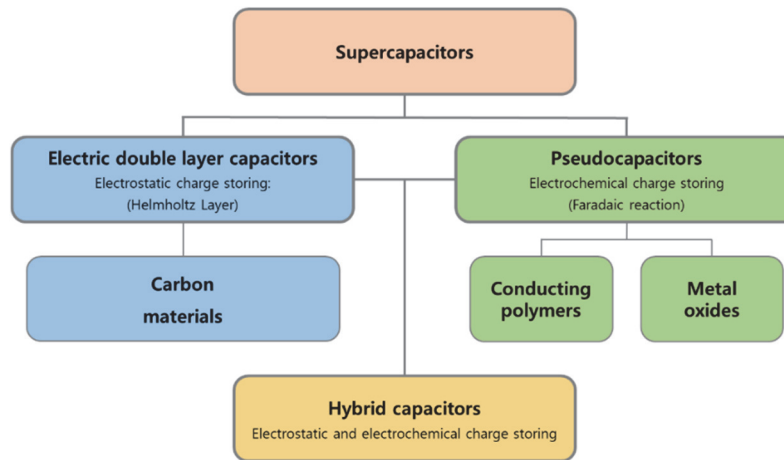 Supercapacitors
Electric double layer capacitors
Electrostatic charge storing:
(Helmholtz Layer)
Pseudocapacitors
Electrochemical charge storing
(Faradaic reaction)
Carbon
materials
Conducting
polymers
Metal
oxides
Hybrid capacitors
Electrostatic and electrochemical charge storing